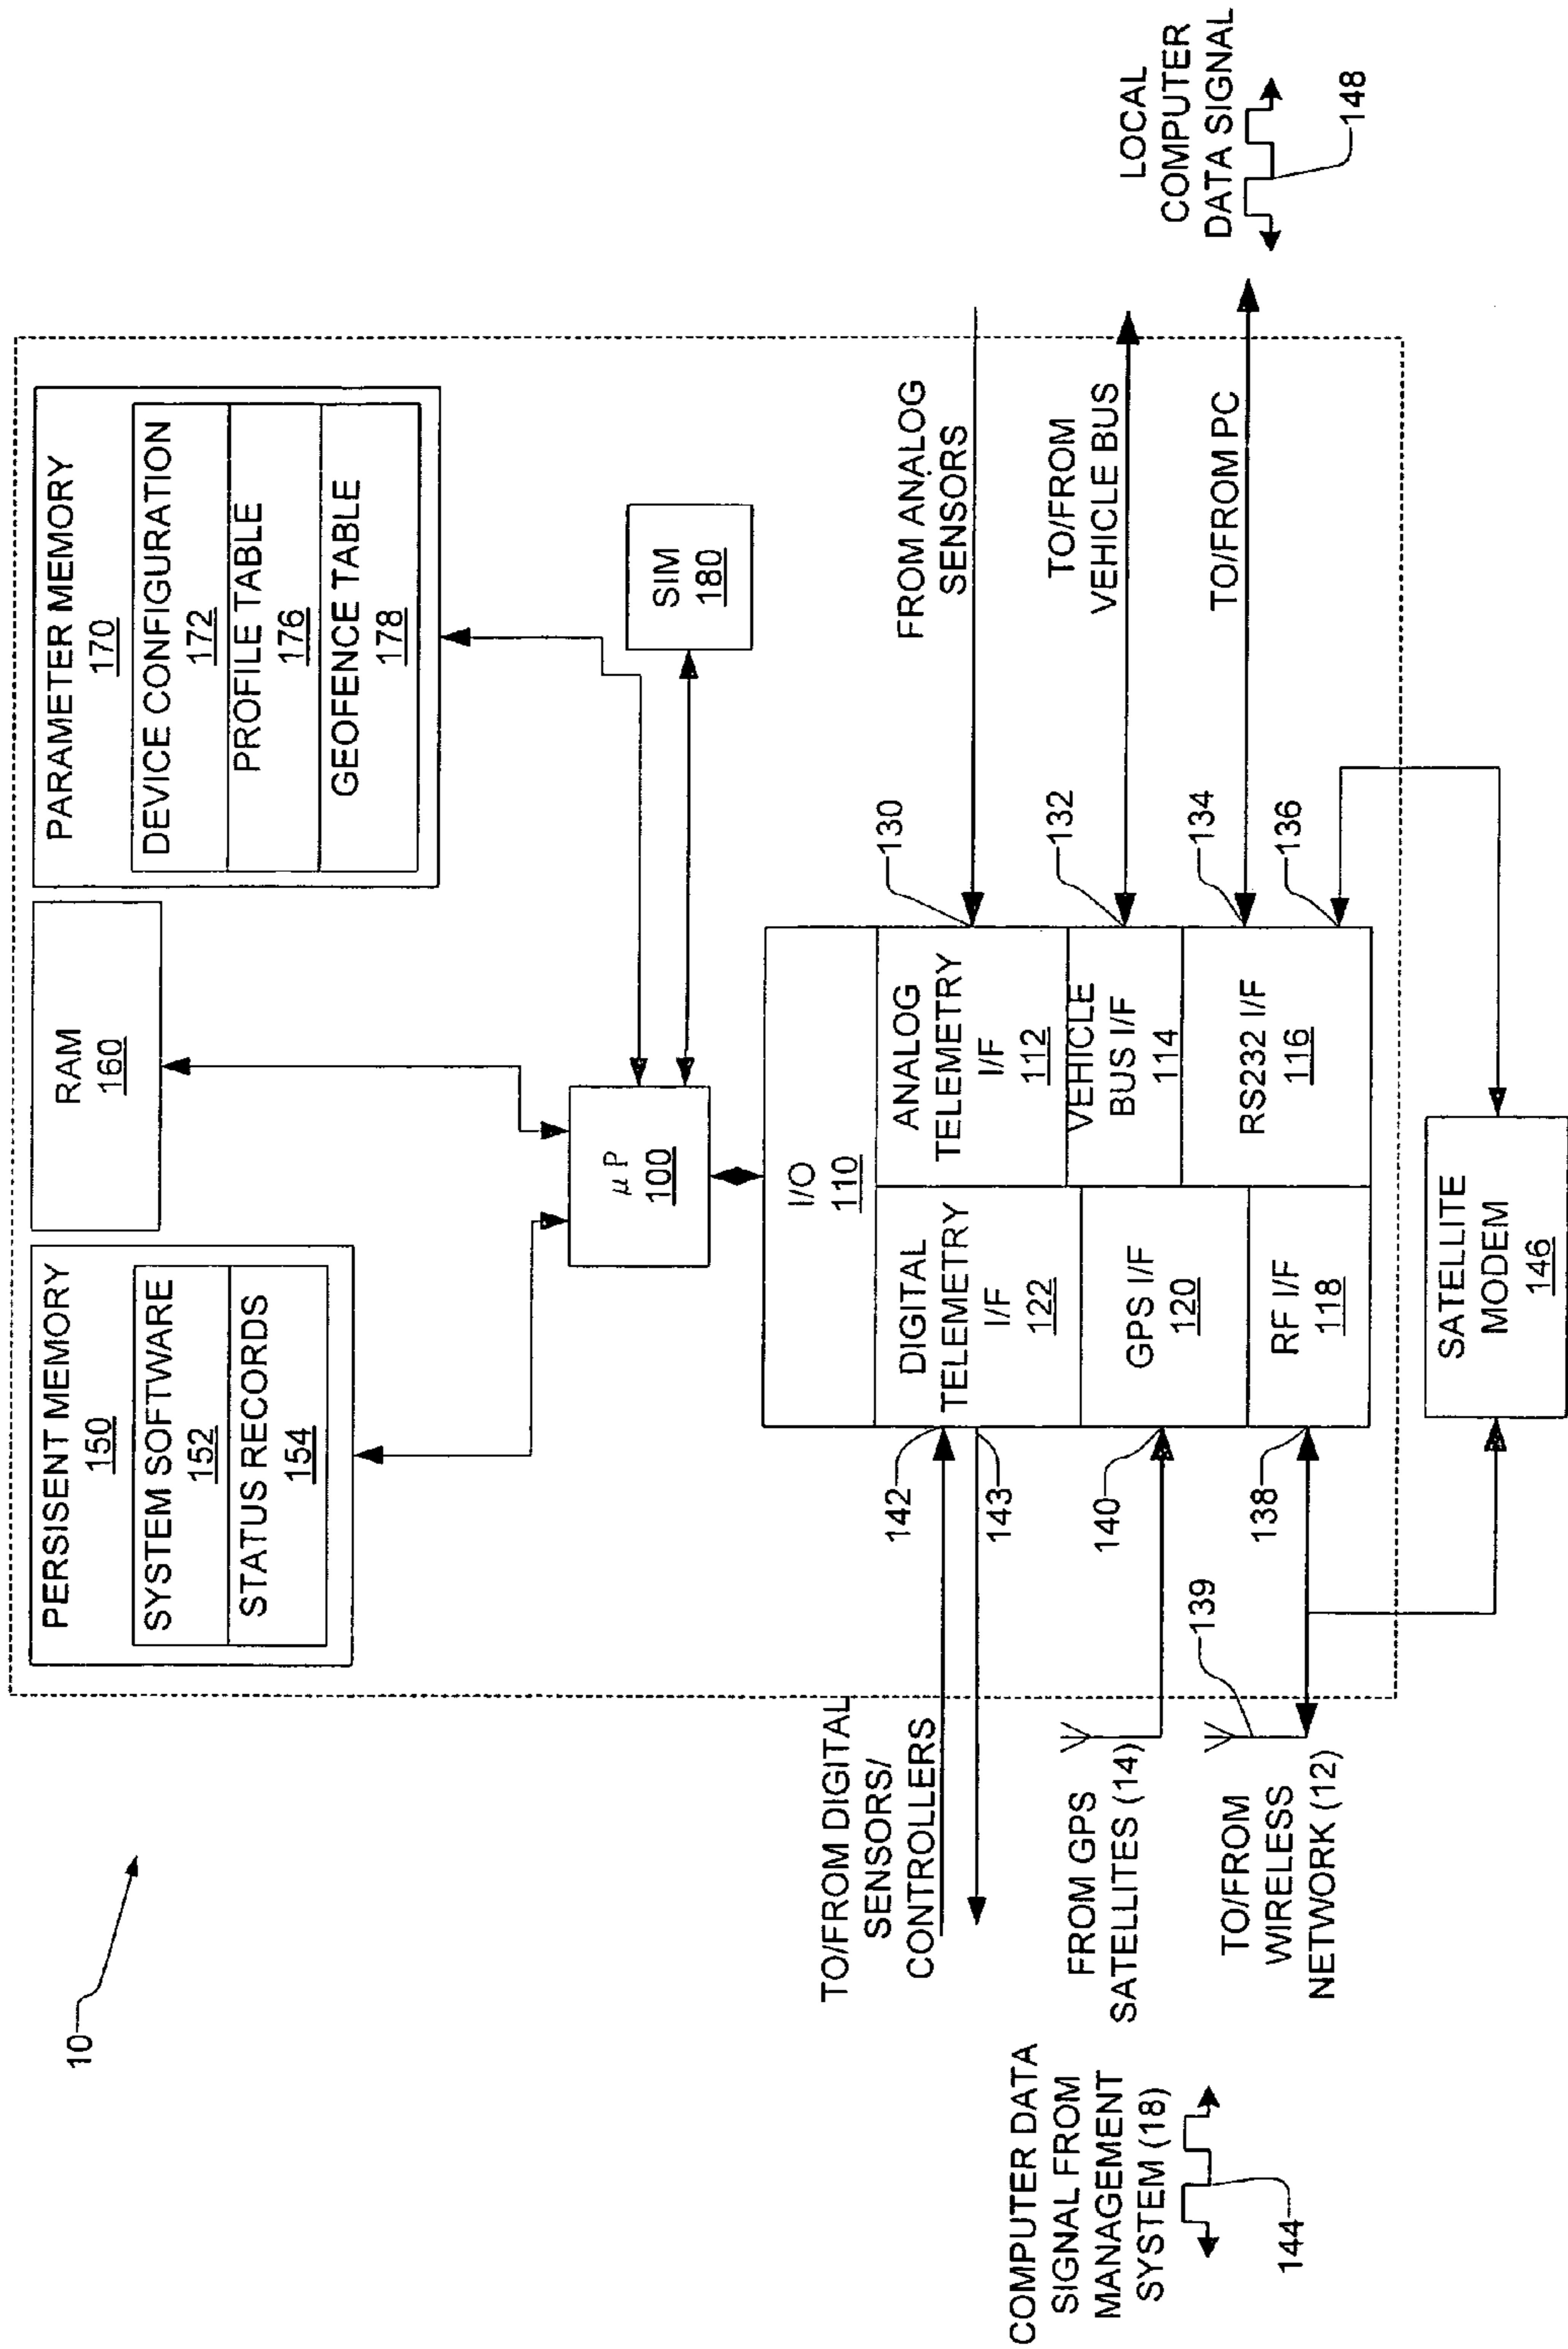 10
PERSISENT MEMORY
150
SYSTEM SOFTWARE
152
STATUS RECORDS
154
RAM
160
PARAMETER MEMORY
170
DEVICE CONFIGURATION
172
PROFILE TABLE
176
GEOFENCE TABLE
178
μP
100
SIM
180
I/O
110
DIGITAL
TELEMETRY
I/F
122
GPS I/F
120
RF I/F
118
ANALOG
TELEMETRY
I/F
112
VEHICLE
BUS I/F
114
RS232 I/F
116
142
143
140
138
139
130
132
134
136
TO/FROM DIGITAL
SENSORS/
CONTROLLERS
FROM GPS
SATELLITES (14)
TO/FROM
WIRELESS
NETWORK (12)
COMPUTER DATA
SIGNAL FROM
MANAGEMENT
SYSTEM (18)
144
FROM ANALOG
SENSORS
TO/FROM
VEHICLE BUS
TO/FROM PC
LOCAL
COMPUTER
DATA SIGNAL
148
SATELLITE
MODEM
146